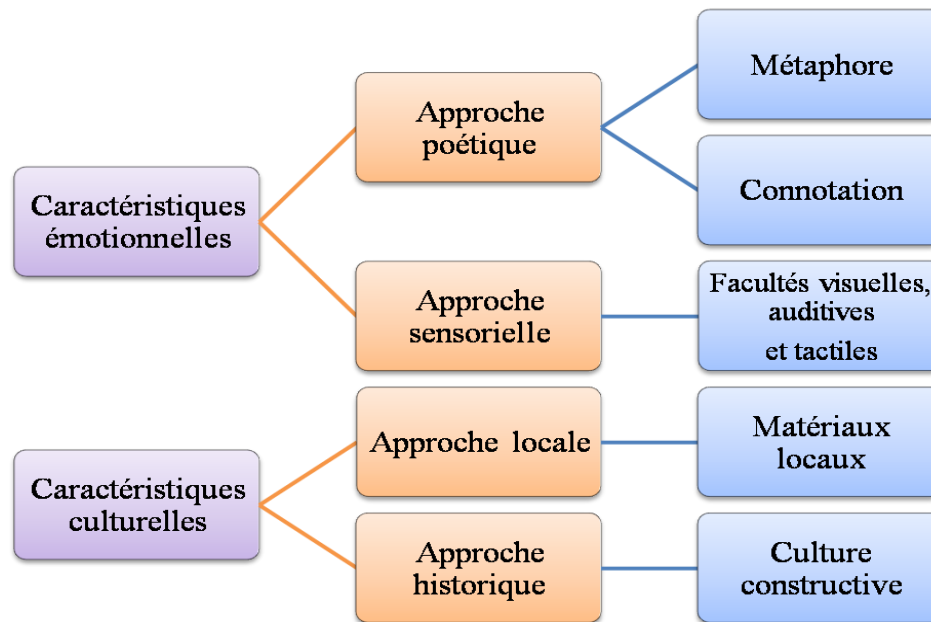 Caractéristiques
émotionnelles
Approche
poétique
Métaphore
Connotation
Approche
sensorielle
Facultés visuelles,
auditives
et tactiles
Caractéristiques
culturelles
Approche locale
Matériaux
locaux
Approche
historique
Culture
constructive